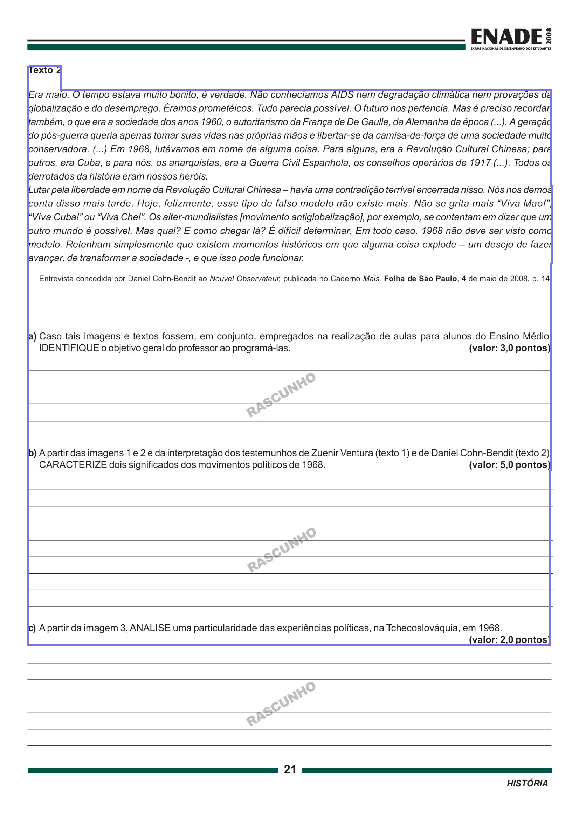 ENADE 2008
EXAME NACIONAL DE DESEMPENHO DOS ESTUDANTES
Texto 2
Era maio. O tempo estava muito bonito, é verdade. Não conhecíamos AIDS nem degradação climática nem provações da
globalização e do desemprego. Éramos prometéicos. Tudo parecia possível. O futuro nos pertencia. Mas é preciso recordar
também, o que era a sociedade dos anos 1960, o autoritarismo da França de De Gaulle, da Alemanha da época (...). A geração
do pós-guerra queria apenas tomar suas vidas nas próprias mãos e libertar-se da camisa-de-força de uma sociedade muito
conservadora. (...) Em 1968, lutávamos em nome de alguma coisa. Para alguns, era a Revolução Cultural Chinesa; para
outros, era Cuba, e para nós, os anarquistas, era a Guerra Civil Espanhola, os conselhos operários de 1917 (...). Todos os
derrotados da história eram nossos heróis.
Lutar pela liberdade em nome da Revolução Cultural Chinesa – havia uma contradição terrível encerrada nisso. Nós nos demos
conta disso mais tarde. Hoje, felizmente, esse tipo de falso modelo não existe mais. Não se grita mais “Viva Mao!”,
“Viva Cuba!” ou “Viva Che!”. Os alter-mundialistas [movimento antiglobalização], por exemplo, se contentam em dizer que um
outro mundo é possível. Mas qual? E como chegar lá? É difícil determinar. Em todo caso, 1968 não deve ser visto como
modelo. Retenham simplesmente que existem momentos históricos em que alguma coisa explode – um desejo de fazer
avançar, de transformar a sociedade -, e que isso pode funcionar.
Entrevista concedida por Daniel Cohn-Bendit ao Nouvel Observateur, publicada no Caderno Mais. Folha de São Paulo, 4 de maio de 2008, p. 14
a) Caso tais imagens e textos fossem, em conjunto, empregados na realização de aulas para alunos do Ensino Médio,
IDENTIFIQUE o objetivo geral do professor ao programá-las. (valor: 3,0 pontos)
RASCUNHO
b) A partir das imagens 1 e 2 e da interpretação dos testemunhos de Zuenir Ventura (texto 1) e de Daniel Cohn-Bendit (texto 2),
CARACTERIZE dois significados dos movimentos políticos de 1968. (valor: 5,0 pontos)
RASCUNHO
c) A partir da imagem 3, ANALISE uma particularidade das experiências políticas, na Tchecoslováquia, em 1968.
(valor: 2,0 pontos)
RASCUNHO
21
HISTÓRIA